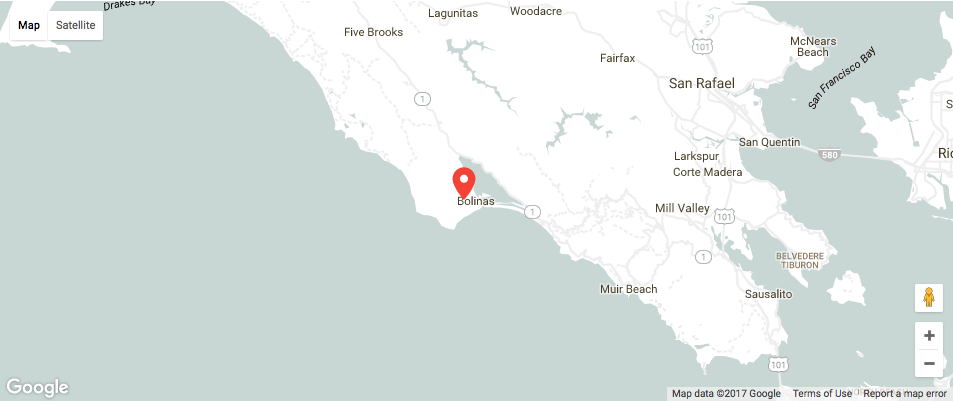 Drakes Bay
Lagunitas
Woodacre
Map
Satellite
Five Brooks
101
McNears
Beach
Fairfax
San Rafael
San Francisco Bay
1
San Quentin
580
Larkspur
Corte Madera
Bolinas
1
Mill Valley
101
1
BELVEDERE
TIBURON
Muir Beach
Sausalito
101
Google
Map data ©2017 Google
Terms of Use
Report a map error